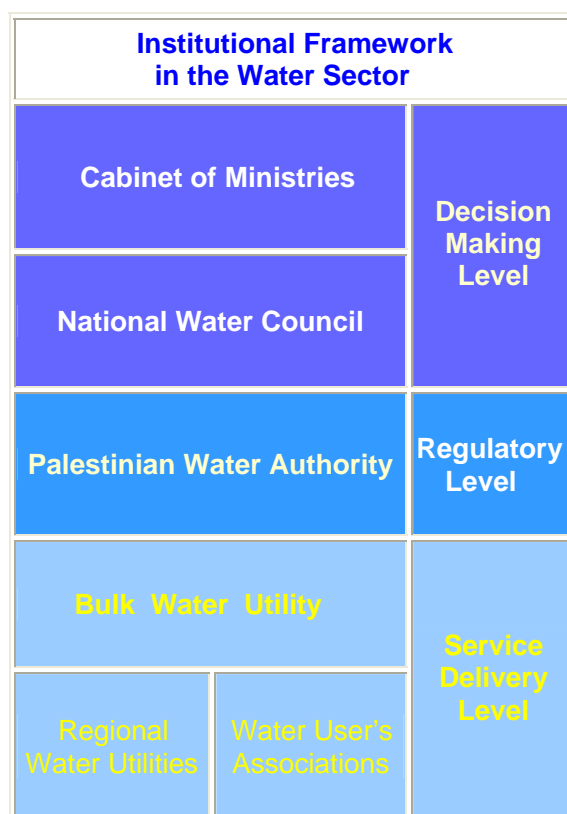 Institutional Framework
in the Water Sector
Cabinet of Ministries
Decision
Making
Level
National Water Council
Palestinian Water Authority
Regulatory
Level
Bulk Water Utility
Service
Delivery
Level
Regional
Water Utilities
Water User's
Associations